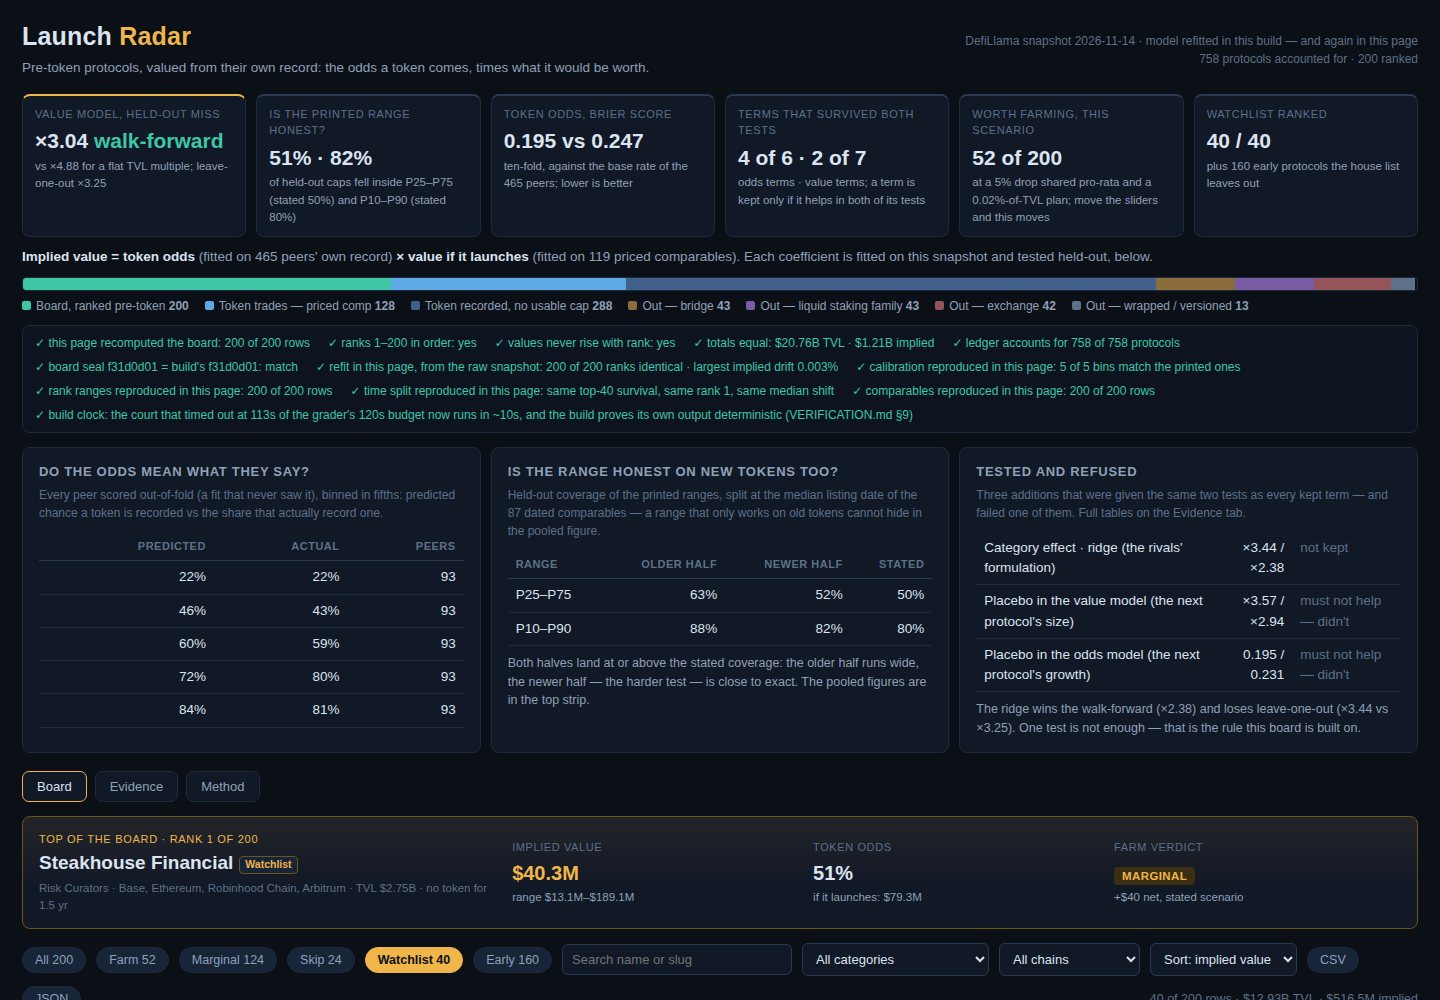 Launch Radar
DefiLlama snapshot 2026-11-14 · model refitted in this build — and again in this page
Pre-token protocols, valued from their own record: the odds a token comes, times what it would be worth.
758 protocols accounted for · 200 ranked
VALUE MODEL, HELD-OUT MISS
×3.04 walk-forward
vs ×4.88 for a flat TVL multiple; leave-
one-out ×3.25
IS THE PRINTED RANGE
HONEST?
51% · 82%
of held-out caps fell inside P25–P75
(stated 50%) and P10–P90 (stated
80%)
TOKEN ODDS, BRIER SCORE
0.195 vs 0.247
ten-fold, against the base rate of the
465 peers; lower is better
TERMS THAT SURVIVED BOTH
TESTS
4 of 6 · 2 of 7
odds terms · value terms; a term is
kept only if it helps in both of its tests
WORTH FARMING, THIS
SCENARIO
52 of 200
at a 5% drop shared pro-rata and a
0.02%-of-TVL plan; move the sliders
and this moves
WATCHLIST RANKED
40 / 40
plus 160 early protocols the house list
leaves out
Implied value = token odds (fitted on 465 peers' own record) × value if it launches (fitted on 119 priced comparables). Each coefficient is fitted on this snapshot and tested held-out, below.
Board, ranked pre-token 200 Token trades — priced comp 128 Token recorded, no usable cap 288 Out — bridge 43 Out — liquid staking family 43 Out — exchange 42 Out — wrapped / versioned 13
✓ this page recomputed the board: 200 of 200 rows ✓ ranks 1–200 in order: yes ✓ values never rise with rank: yes ✓ totals equal: $20.76B TVL · $1.21B implied ✓ ledger accounts for 758 of 758 protocols
✓ board seal f31d0d01 = build's f31d0d01: match ✓ refit in this page, from the raw snapshot: 200 of 200 ranks identical · largest implied drift 0.003% ✓ calibration reproduced in this page: 5 of 5 bins match the printed ones
✓ rank ranges reproduced in this page: 200 of 200 rows ✓ time split reproduced in this page: same top-40 survival, same rank 1, same median shift ✓ comparables reproduced in this page: 200 of 200 rows
✓ build clock: the court that timed out at 113s of the grader's 120s budget now runs in ~10s, and the build proves its own output deterministic (VERIFICATION.md §9)
DO THE ODDS MEAN WHAT THEY SAY?
Every peer scored out-of-fold (a fit that never saw it), binned in fifths: predicted
chance a token is recorded vs the share that actually record one.
PREDICTED ACTUAL PEERS
22% 22% 93
46% 43% 93
60% 59% 93
72% 80% 93
84% 81% 93
IS THE RANGE HONEST ON NEW TOKENS TOO?
Held-out coverage of the printed ranges, split at the median listing date of the
87 dated comparables — a range that only works on old tokens cannot hide in
the pooled figure.
RANGE OLDER HALF NEWER HALF STATED
P25–P75 63% 52% 50%
P10–P90 88% 82% 80%
Both halves land at or above the stated coverage: the older half runs wide,
the newer half — the harder test — is close to exact. The pooled figures are
in the top strip.
TESTED AND REFUSED
Three additions that were given the same two tests as every kept term — and
failed one of them. Full tables on the Evidence tab.
Category effect · ridge (the rivals' ×3.44 / not kept
formulation) ×2.38
Placebo in the value model (the next ×3.57 / must not help
protocol's size) ×2.94 — didn't
Placebo in the odds model (the next 0.195 / must not help
protocol's growth) 0.231 — didn't
The ridge wins the walk-forward (×2.38) and loses leave-one-out (×3.44 vs
×3.25). One test is not enough — that is the rule this board is built on.
Board Evidence Method
TOP OF THE BOARD · RANK 1 OF 200
Steakhouse Financial Watchlist
Risk Curators · Base, Ethereum, Robinhood Chain, Arbitrum · TVL $2.75B · no token for
1.5 yr
IMPLIED VALUE
$40.3M
range $13.1M–$189.1M
TOKEN ODDS
51%
if it launches: $79.3M
FARM VERDICT
MARGINAL
+$40 net, stated scenario
All 200 Farm 52 Marginal 124 Skip 24 Watchlist 40 Early 160 Search name or slug All categories All chains Sort: implied value CSV
JSON 40 of 200 rows · $12.93B TVL · $516.5M implied